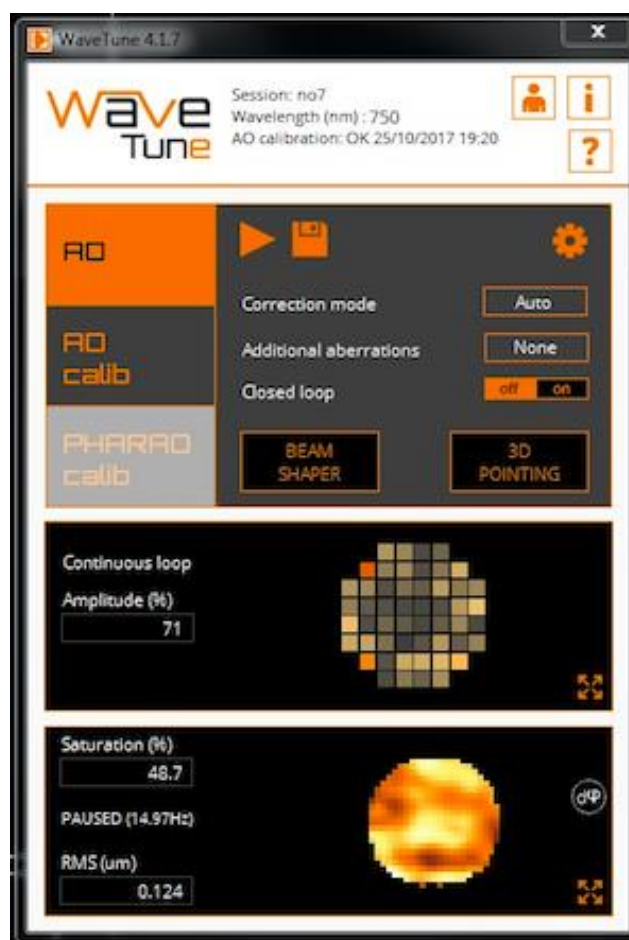 WaveTune 4.1.7
x
Wave
Tune
Session: no7
Wavelength (nm) : 750
AO calibration: OK 25/10/2017 19:20
i
?
AO
Correction mode
Auto
AO
calib
Additional aberrations
None
Closed loop
off on
PHARAO
calib
BEAM
SHAPER
3D
POINTING
Continuous loop
Amplitude (%)
71
Saturation (%)
48.7
dφ
PAUSED (14.97Hz)
RMS (um)
0.124